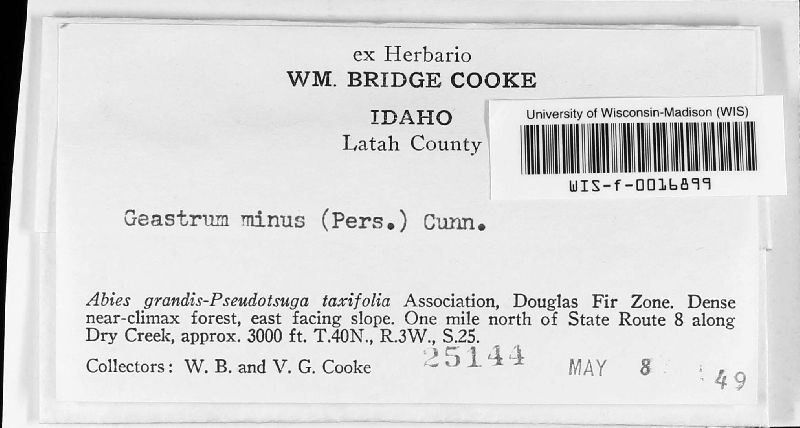 ex Herbario
WM. BRIDGE COOKE
IDAHO
Latah County
University of Wisconsin-Madison (WIS)
WIS-f-0016899
Geastrum minus (Pers.) Cunn.
Abies grandis-Pseudotsuga taxifolia Association, Douglas Fir Zone. Dense
near-climax forest, east facing slope. One mile north of State Route 8 along
Dry Creek, approx. 3000 ft. T.40N., R.3W., S.25.
Collectors: W. B. and V. G. Cooke 25144 MAY 8 49